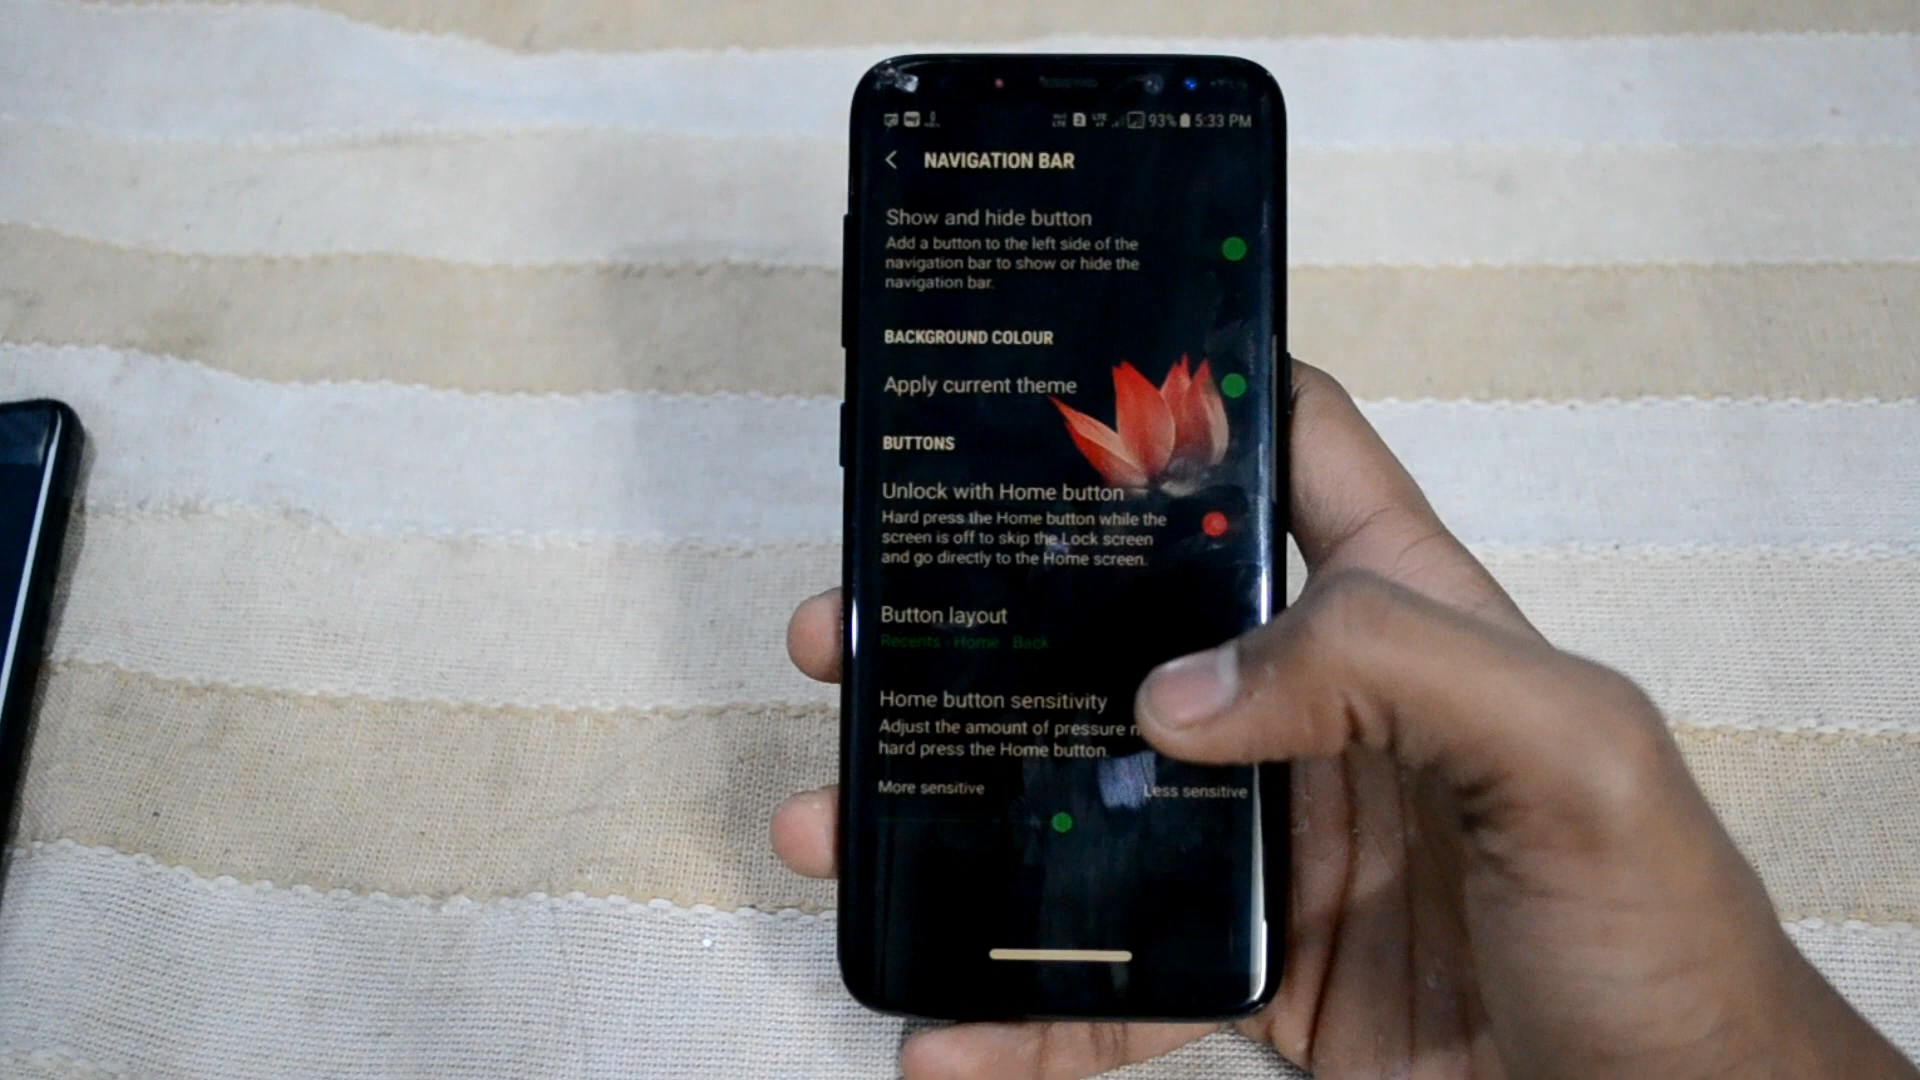 93% 5:33 PM
NAVIGATION BAR
Show and hide button
Add a button to the left side of the
navigation bar to show or hide the
navigation bar.
BACKGROUND COLOUR
Apply current theme
BUTTONS
Unlock with Home button
Hard press the Home button while the
screen is off to skip the Lock screen
and go directly to the Home screen.
Button layout
Recents Home Back
Home button sensitivity
Adjust the amount of pressure
hard press the Home button.
More sensitive
Less sensitive